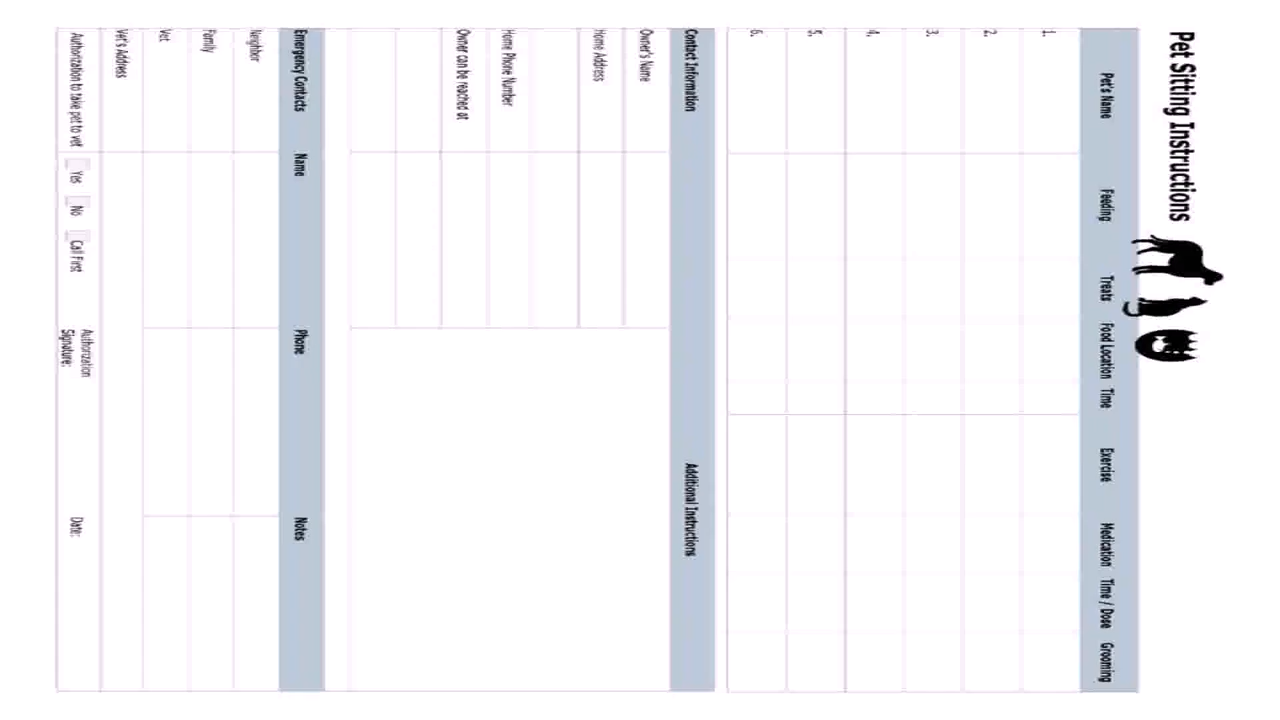 Pet Sitting Instructions
Pet's Name Feeding Treats Food Location Time Exercise Medication Time / Dose Grooming
1.
2.
3.
4.
5.
6.
Contact Information Additional Instructions
Owner's Name
Home Address
Home Phone Number
Owner can be reached at
Emergency Contacts Name Phone Notes
Neighbor
Family
Vet
Vet's Address
Authorization to take pet to vet Yes No Call First Authorization Signature: Date: